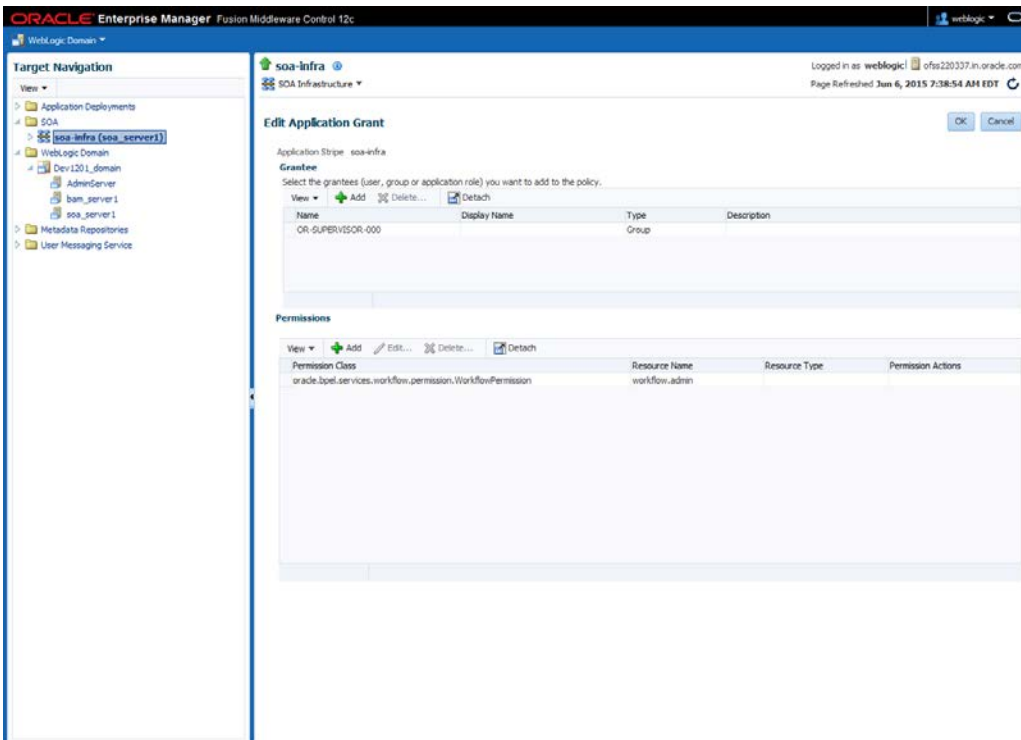 ORACLE Enterprise Manager Fusion Middleware Control 12c
weblogic
WebLogic Domain
Target Navigation
View
Application Deployments
SOA
soa-infra (soa_server1)
WebLogic Domain
Dev1201_domain
AdminServer
bam_server1
soa_server1
Metadata Repositories
User Messaging Service
soa-infra
SOA Infrastructure
Logged in as weblogic ofss220337.in.oracle.com
Page Refreshed Jun 6, 2015 7:38:54 AM EDT
Edit Application Grant
OK Cancel
Application Stripe soa-infra
Grantee
Select the grantees (user, group or application role) you want to add to the policy.
View Add Delete... Detach
Name Display Name Type Description
OR-SUPERVISOR-000 Group
Permissions
View Add Edit... Delete... Detach
Permission Class Resource Name Resource Type Permission Actions
oracle.bpel.services.workflow.permission.WorkflowPermission workflow.admin